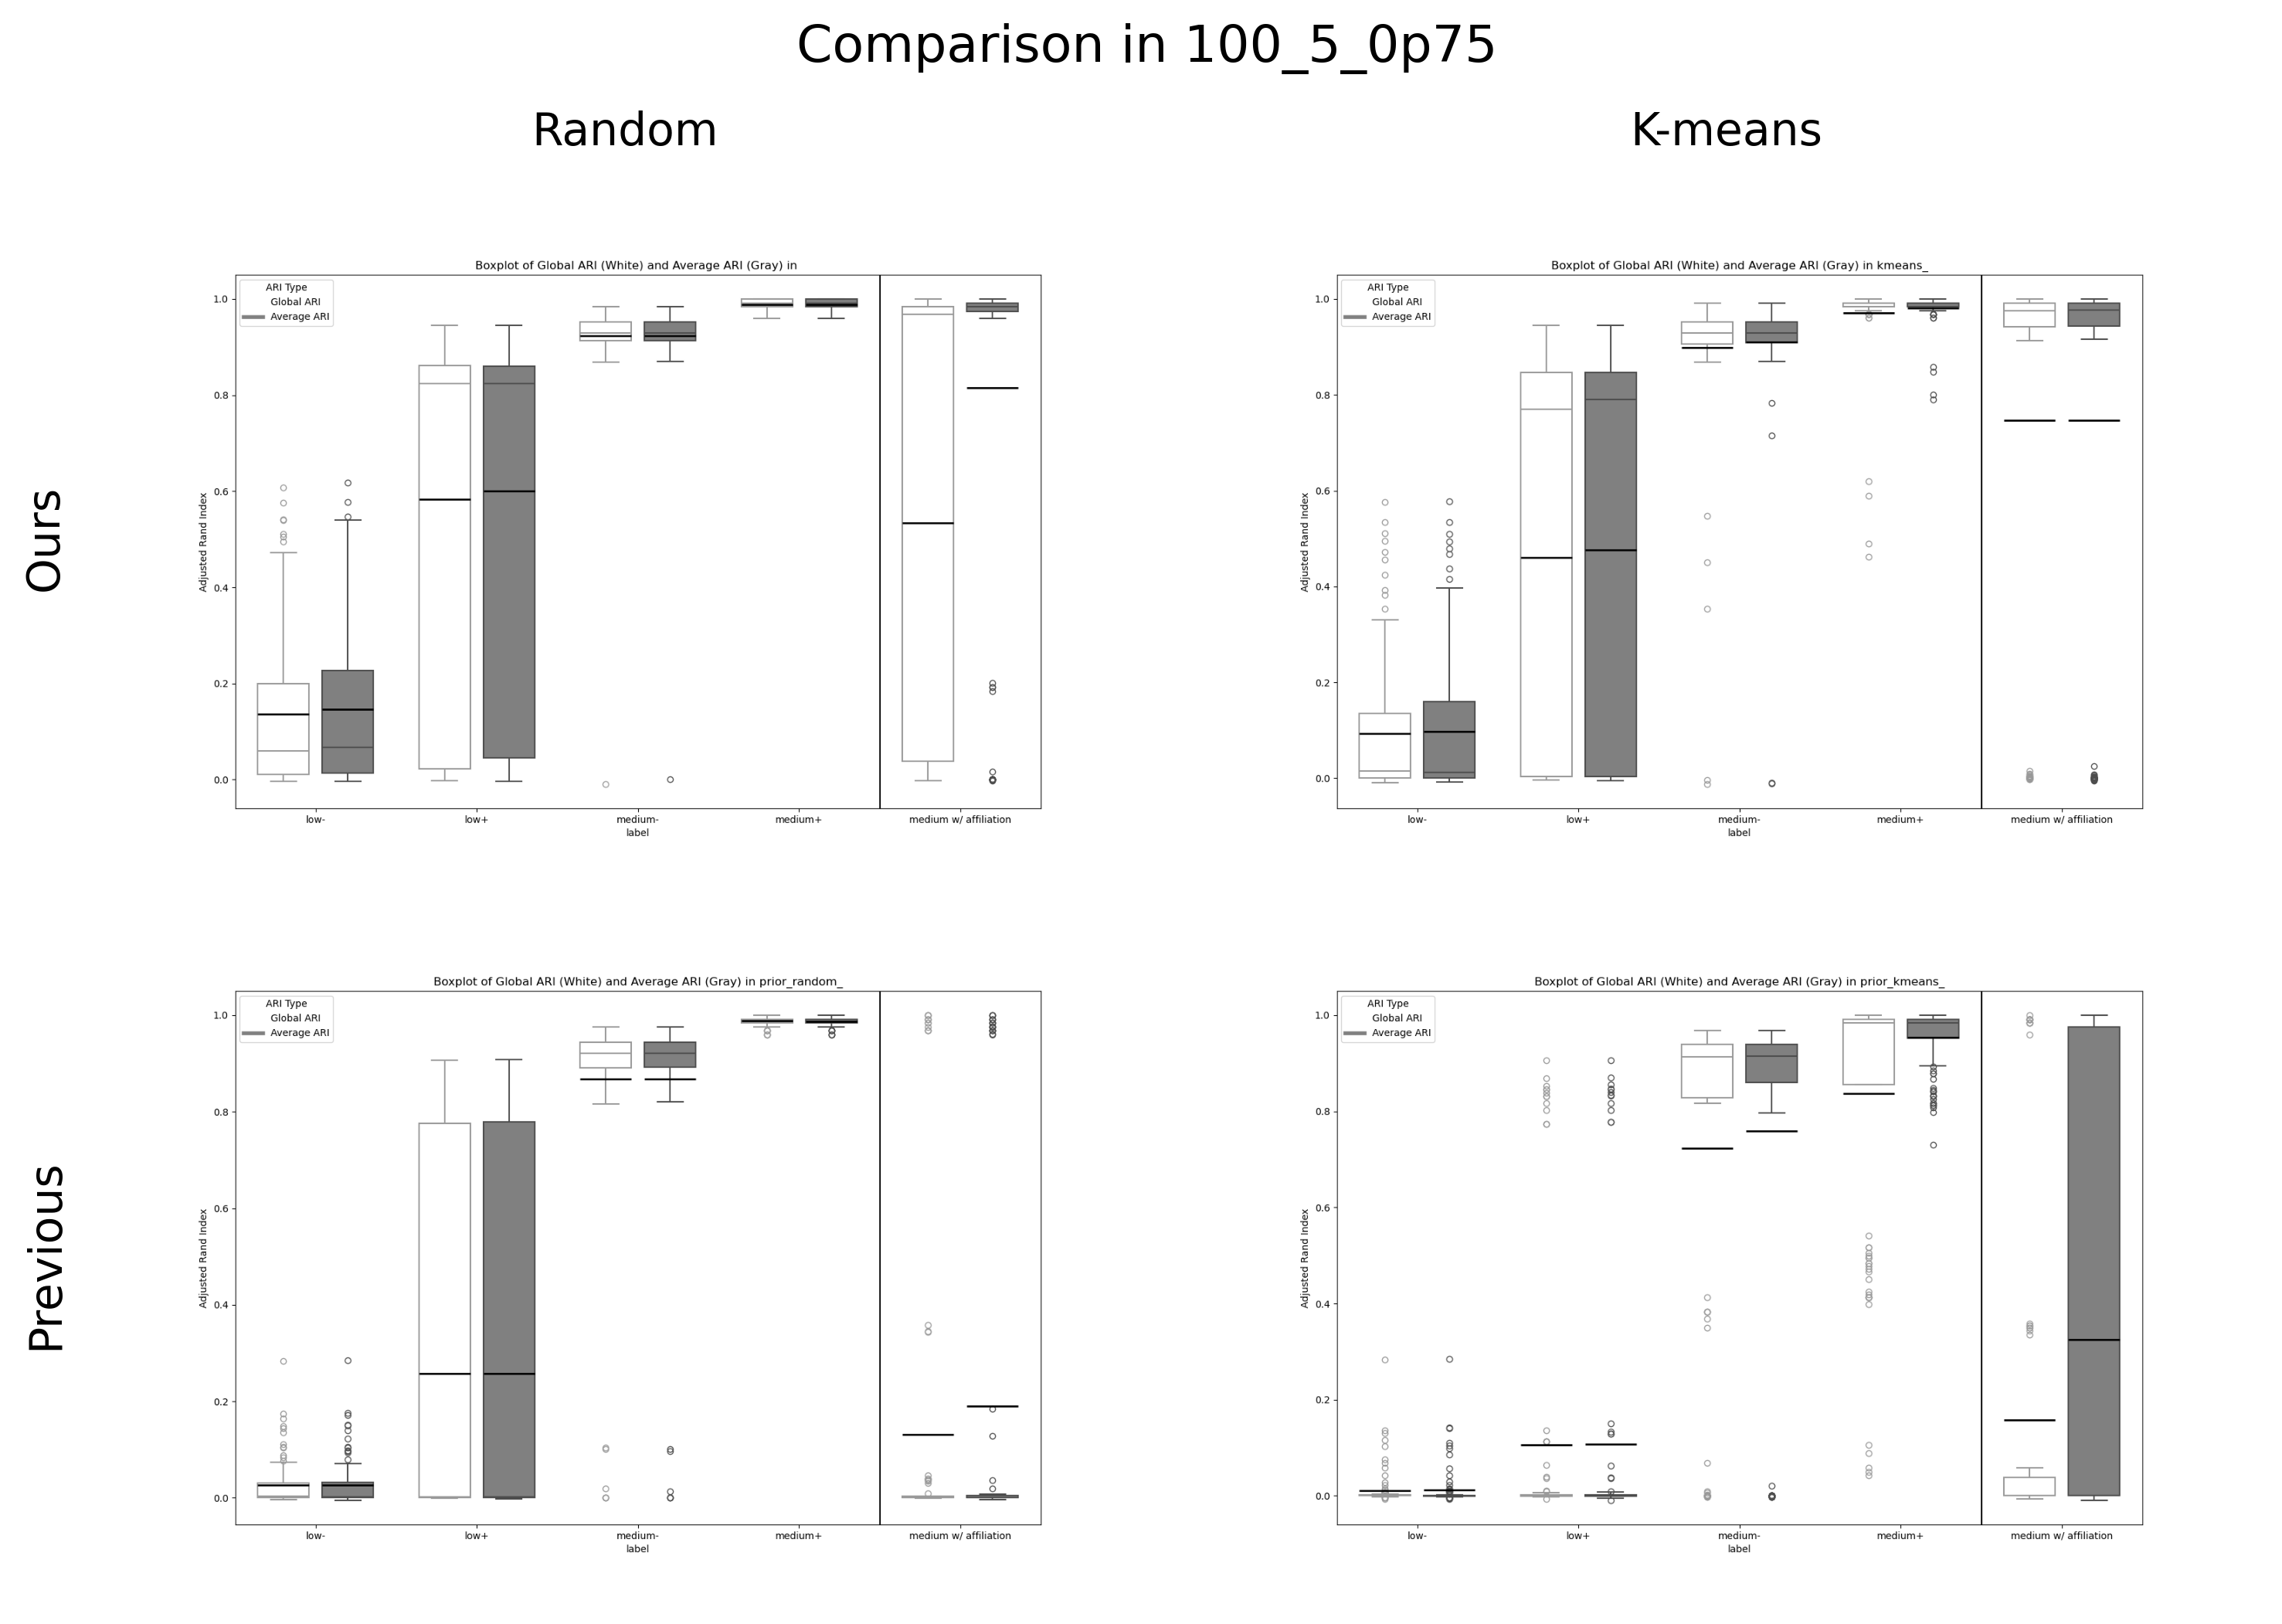 Comparison in 100_5_0p75
Random
K-means
Ours
Previous
Boxplot of Global ARI (White) and Average ARI (Gray) in
ARI Type
Global ARI
Average ARI
Adjusted Rand Index
1.0
0.8
0.6
0.4
0.2
0.0
low-
low+
medium-
medium+
medium w/ affiliation
label
Boxplot of Global ARI (White) and Average ARI (Gray) in kmeans_
ARI Type
Global ARI
Average ARI
Adjusted Rand Index
1.0
0.8
0.6
0.4
0.2
0.0
low-
low+
medium-
medium+
medium w/ affiliation
label
Boxplot of Global ARI (White) and Average ARI (Gray) in prior_random_
ARI Type
Global ARI
Average ARI
Adjusted Rand Index
1.0
0.8
0.6
0.4
0.2
0.0
low-
low+
medium-
medium+
medium w/ affiliation
label
Boxplot of Global ARI (White) and Average ARI (Gray) in prior_kmeans_
ARI Type
Global ARI
Average ARI
Adjusted Rand Index
1.0
0.8
0.6
0.4
0.2
0.0
low-
low+
medium-
medium+
medium w/ affiliation
label